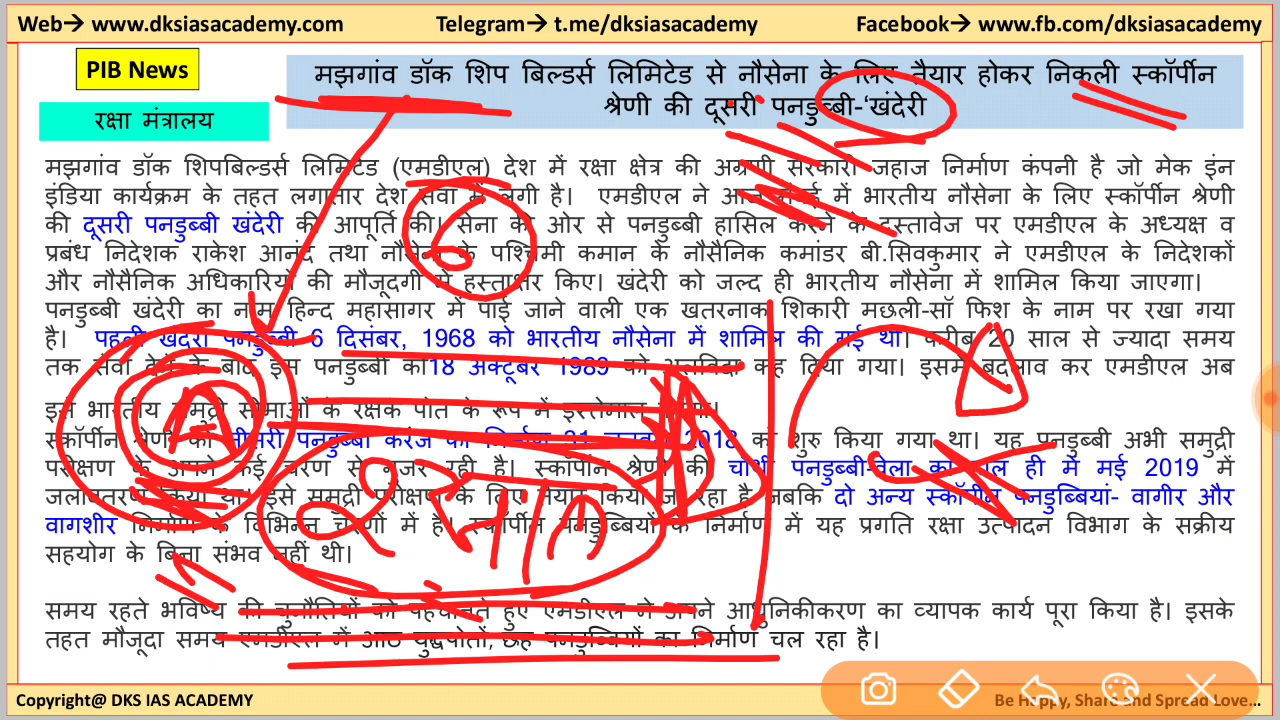 Web→ www.dksiasacademy.com Telegram→ t.me/dksiasacademy Facebook→ www.fb.com/dksiasacademy
PIB News
रक्षा मंत्रालय
मझगांव डॉक शिप बिल्डर्स लिमिटेड से नौसेना के लिए तैयार होकर निकली स्कॉर्पीन
श्रेणी की दूसरी पनडुब्बी-‘खंदेरी
मझगांव डॉक शिपबिल्डर्स लिमिटेड (एमडीएल) देश में रक्षा क्षेत्र की अग्रणी सरकारी जहाज निर्माण कंपनी है जो मेक इंन
इंडिया कार्यक्रम के तहत लगातार देश सेवा में लगी है। एमडीएल ने आज मुंबई में भारतीय नौसेना के लिए स्कॉर्पीन श्रेणी
की दूसरी पनडुब्बी खंदेरी की आपूर्ति की। सेना की ओर से पनडुब्बी हासिल करने के दस्तावेज पर एमडीएल के अध्यक्ष व
प्रबंध निदेशक राकेश आनंद तथा नौसेना के पश्चिमी कमान के नौसैनिक कमांडर बी.सिवकुमार ने एमडीएल के निदेशकों
और नौसैनिक अधिकारियों की मौजूदगी में हस्ताक्षर किए। खंदेरी को जल्द ही भारतीय नौसेना में शामिल किया जाएगा।
पनडुब्बी खंदेरी का नाम हिन्द महासागर में पाई जाने वाली एक खतरनाक शिकारी मछली-सॉ फिश के नाम पर रखा गया
है। पहली खंदेरी पनडुब्बी 6 दिसंबर, 1968 को भारतीय नौसेना में शामिल की गई थी। करीब 20 साल से ज्यादा समय
तक सेवा देने के बाद इस पनडुब्बी को18 अक्टूबर 1989 को अलविदा कह दिया गया। इसमें बदलाव कर एमडीएल अब
इसे भारतीय समुद्री सीमाओं के रक्षक पोत के रूप में इस्तेमाल
स्कॉर्पीन श्रेणी की तीसरी पनडुब्बी करंज का निर्माण 31 जनवरी 2018 को शुरु किया गया था। यह पनडुब्बी अभी समुद्री
परीक्षण के अपने कई चरण से गुजर रही है। स्कॉर्पीन श्रेणी की चौथी पनडुब्बी-वेला को हाल ही में मई 2019 में
जलावतरण किया था। इसे समुद्री परीक्षण के लिए तैयार किया जा रहा है जबकि दो अन्य स्कॉर्पीन पनडुब्बियां- वागीर और
वागशीर निर्माण के विभिन्न चरणों में है। स्कॉर्पीन पनडुब्बियों के निर्माण में यह प्रगति रक्षा उत्पादन विभाग के सक्रीय
सहयोग के बिना संभव नहीं थी।
समय रहते भविष्य की चुनौतियों को पहचानते हुए एमडीएल ने अपने आधुनिकीकरण का व्यापक कार्य पूरा किया है। इसके
तहत मौजूदा समय एमडीएल में आठ युद्धपोतों, छह पनडुब्बियों का निर्माण चल रहा है।
6
Copyright@ DKS IAS ACADEMY Be Happy, Share and Spread Love...